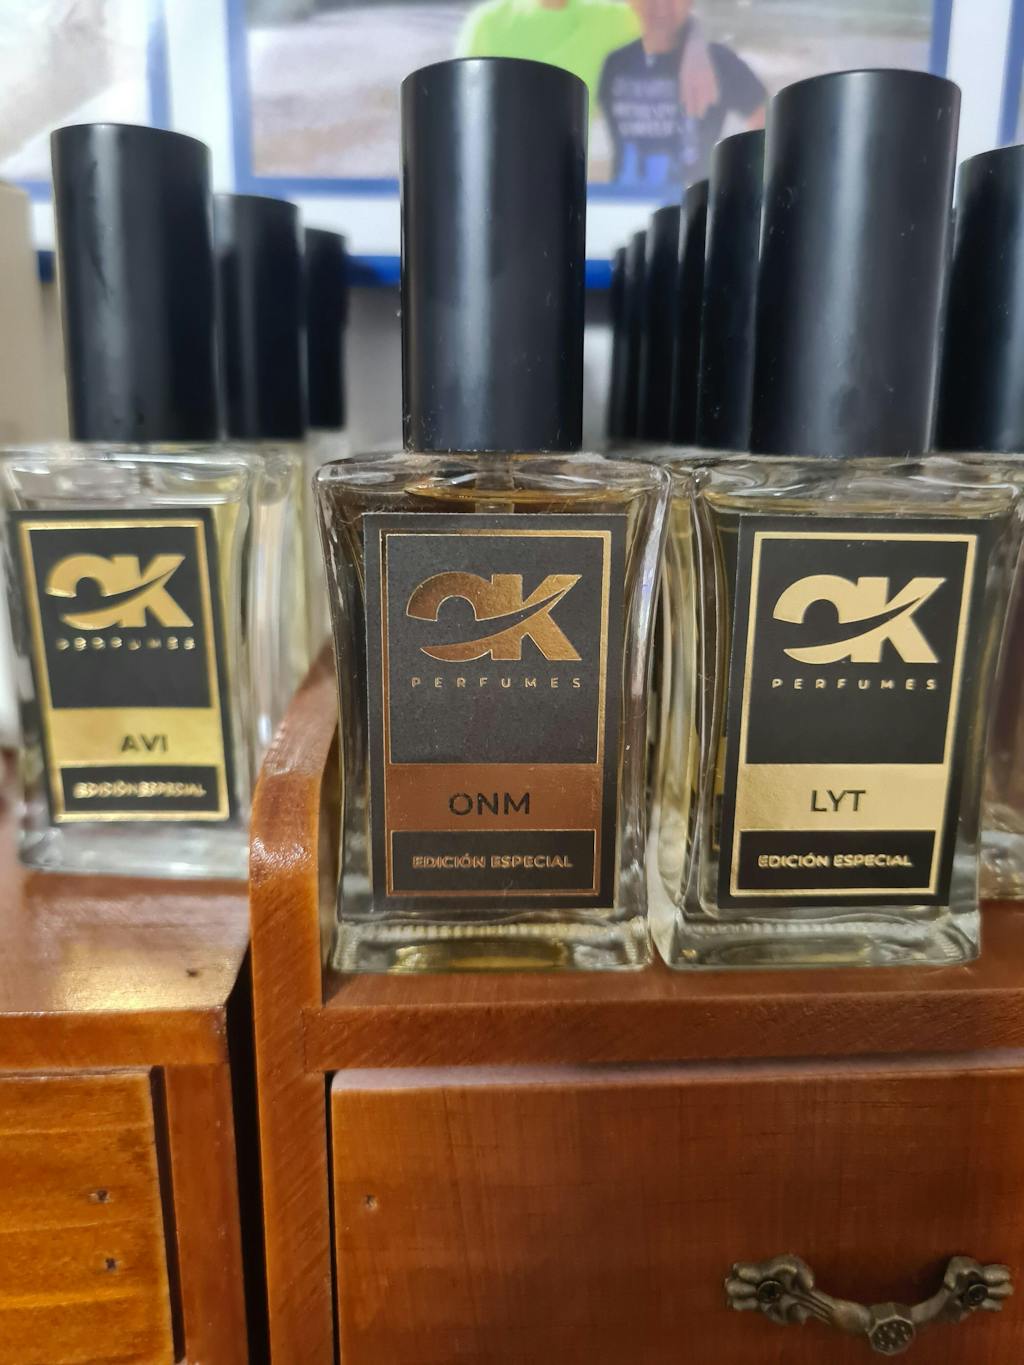 OK
PERFUMES
AVI
EDICIÓN ESPECIAL
OK
PERFUMES
ONM
EDICIÓN ESPECIAL
OK
PERFUMES
LYT
EDICIÓN ESPECIAL